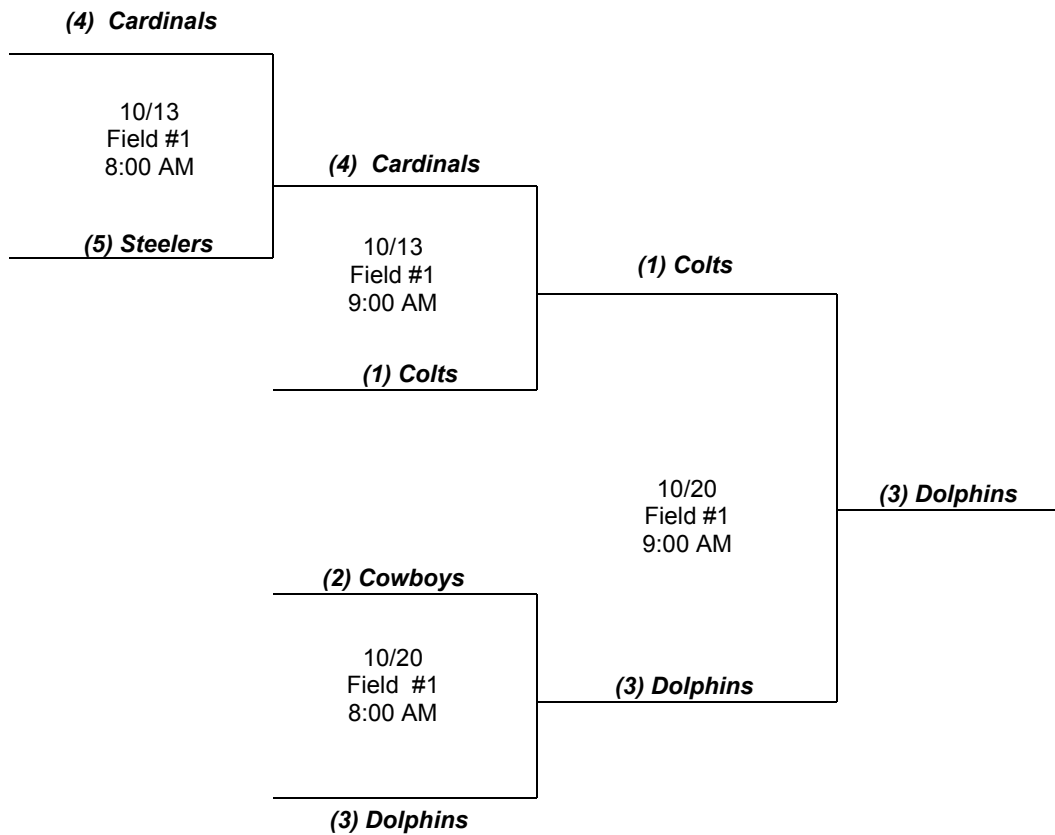 (4) Cardinals
10/13
Field #1
8:00 AM
(5) Steelers
(4) Cardinals
10/13
Field #1
9:00 AM
(1) Colts
(1) Colts
10/20
Field #1
9:00 AM
(3) Dolphins
(2) Cowboys
10/20
Field #1
8:00 AM
(3) Dolphins
(3) Dolphins